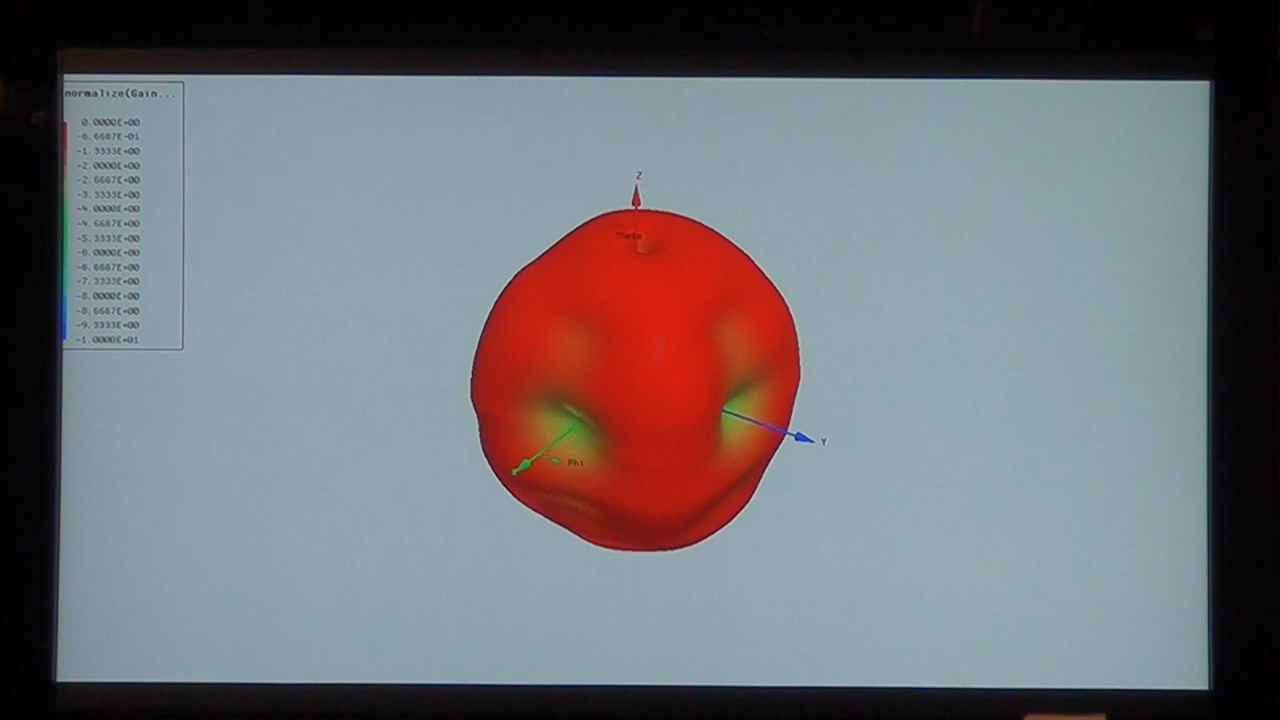 normalize(Gain...
0.0000E+00
-6.6667E-01
-1.3333E+00
-2.0000E+00
-2.6667E+00
-3.3333E+00
-4.0000E+00
-4.6667E+00
-5.3333E+00
-6.0000E+00
-6.6667E+00
-7.3333E+00
-8.0000E+00
-8.6667E+00
-9.3333E+00
-1.0000E+01
Z
Theta
Y
Phi
X